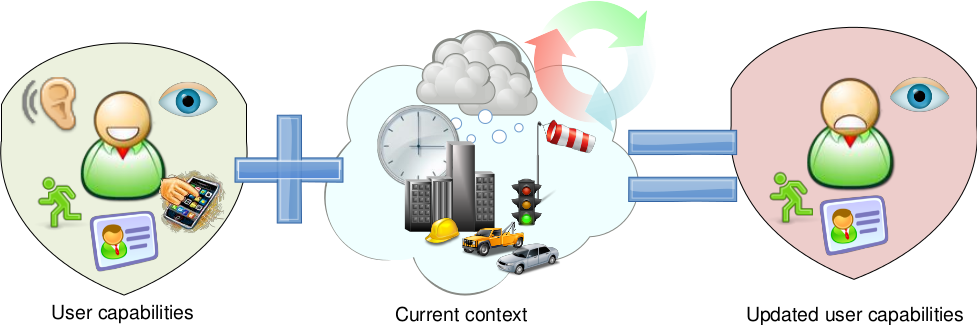 User capabilities
Current context
Updated user capabilities